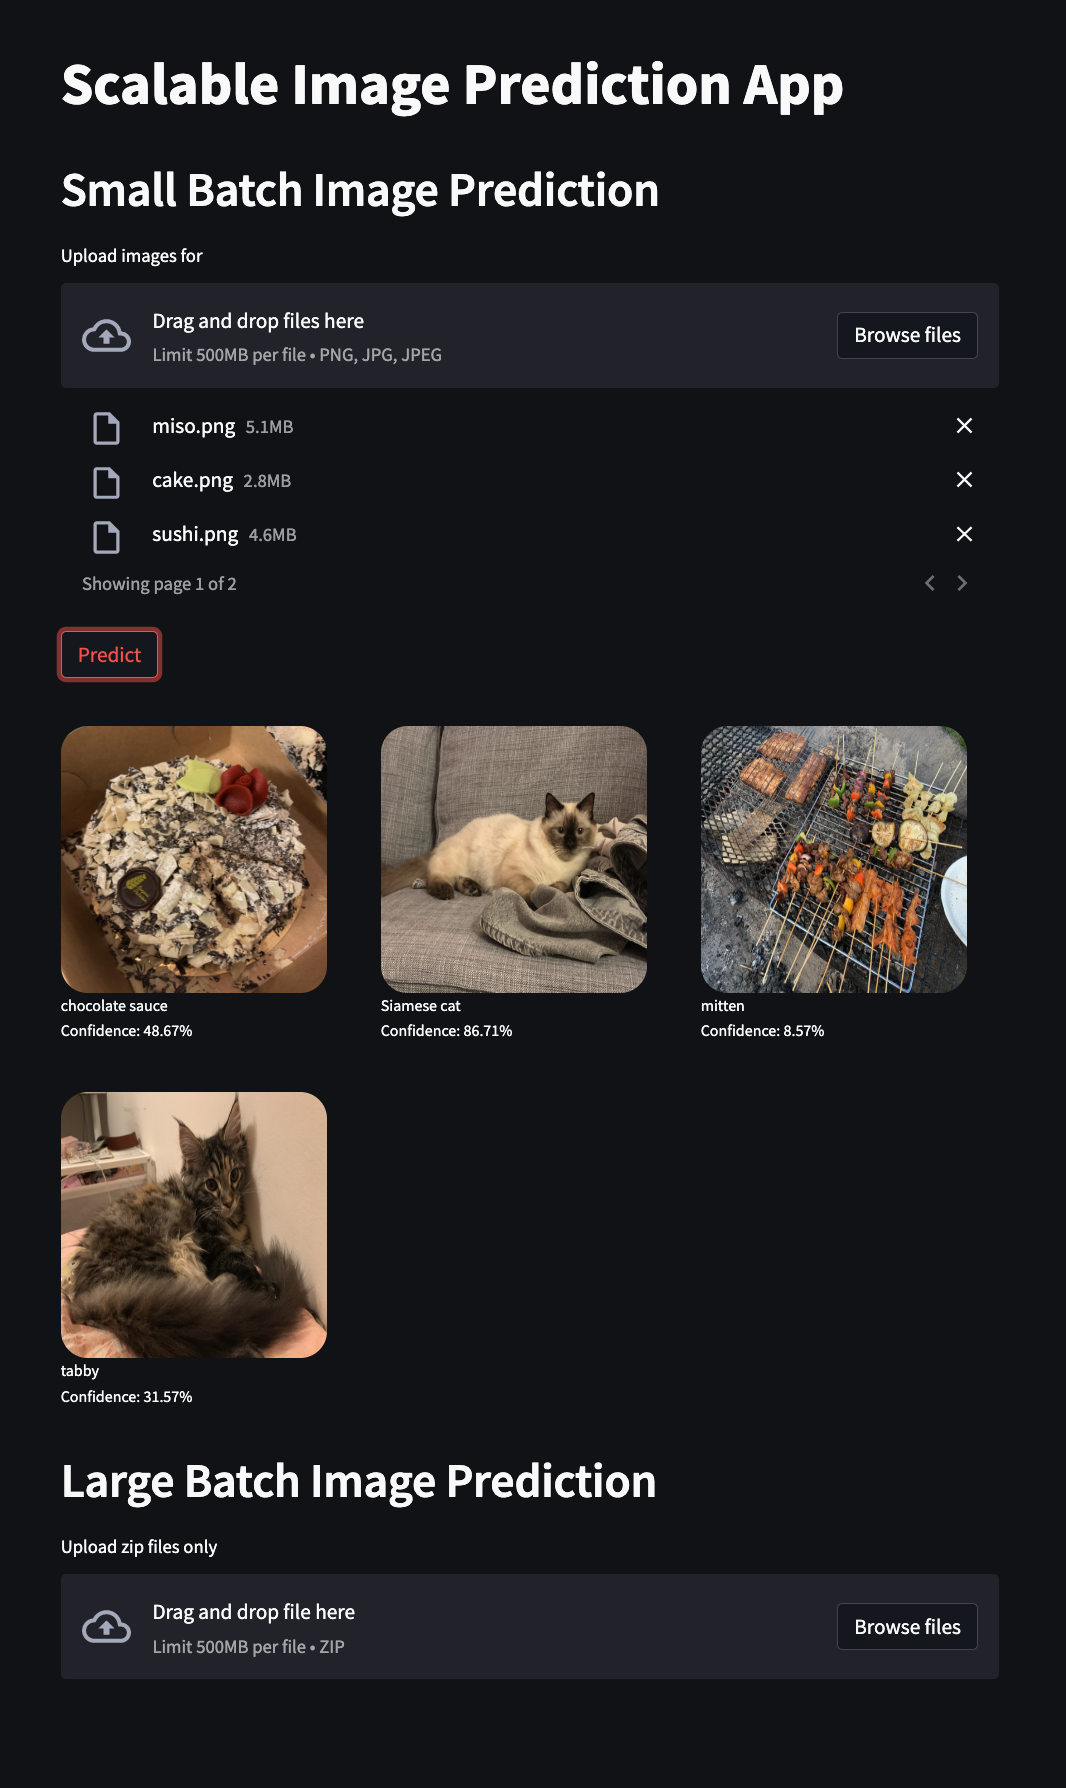 Scalable Image Prediction App
Small Batch Image Prediction
Upload images for
Drag and drop files here
Limit 500MB per file • PNG, JPG, JPEG
Browse files
miso.png 5.1MB
cake.png 2.8MB
sushi.png 4.6MB
Showing page 1 of 2
Predict
chocolate sauce
Confidence: 48.67%
Siamese cat
Confidence: 86.71%
mitten
Confidence: 8.57%
tabby
Confidence: 31.57%
Large Batch Image Prediction
Upload zip files only
Drag and drop file here
Limit 500MB per file • ZIP
Browse files